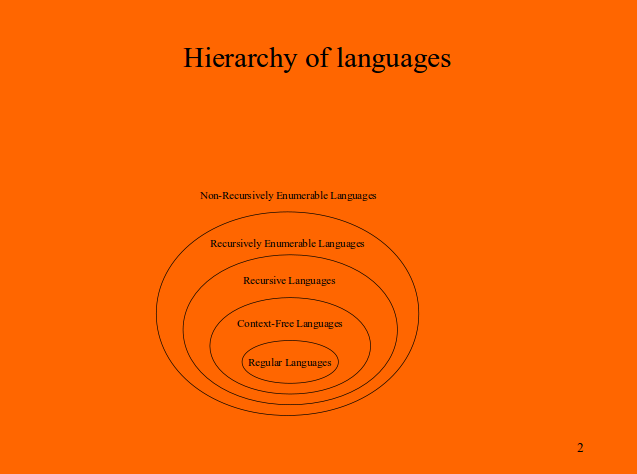 Hierarchy of languages
Non-Recursively Enumerable Languages
Recursively Enumerable Languages
Recursive Languages
Context-Free Languages
Regular Languages
2